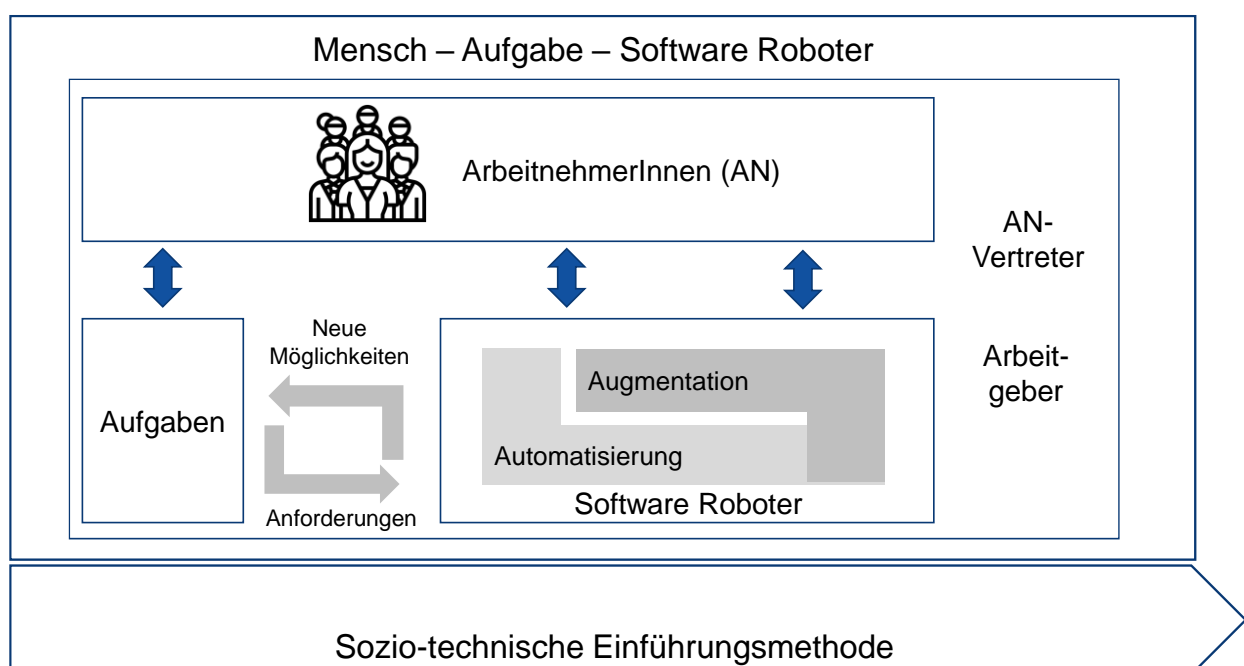 Mensch – Aufgabe – Software Roboter
ArbeitnehmerInnen (AN)
AN-
Vertreter
Arbeit-
geber
Neue
Möglichkeiten
Aufgaben
Anforderungen
Augmentation
Automatisierung
Software Roboter
Sozio-technische Einführungsmethode